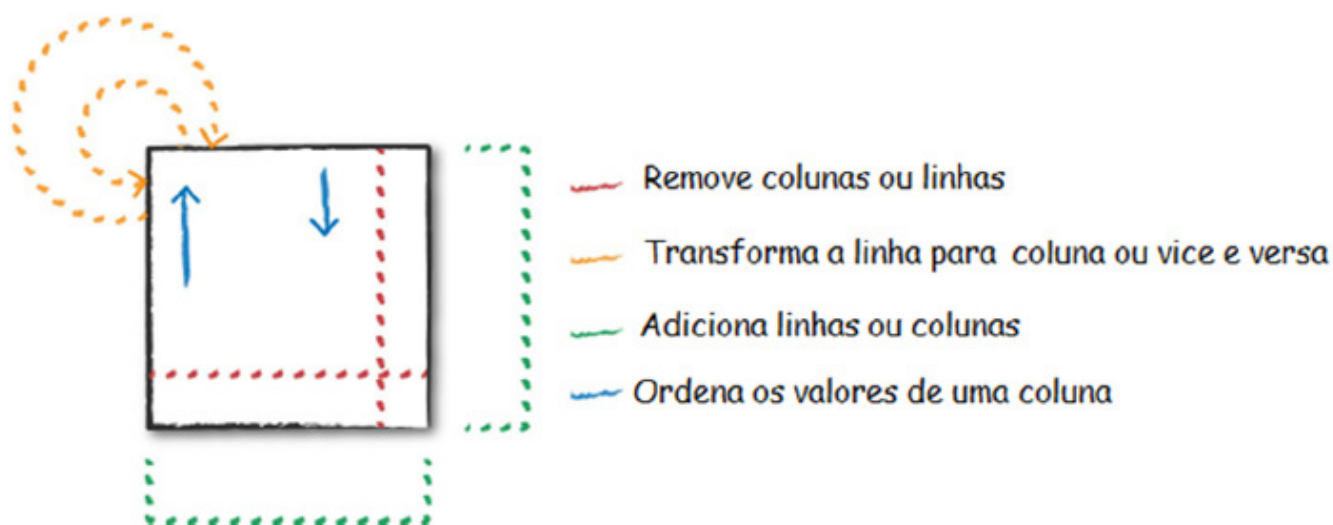 Remove colunas ou linhas
Transforma a linha para coluna ou vice e versa
Adiciona linhas ou colunas
Ordena os valores de uma coluna